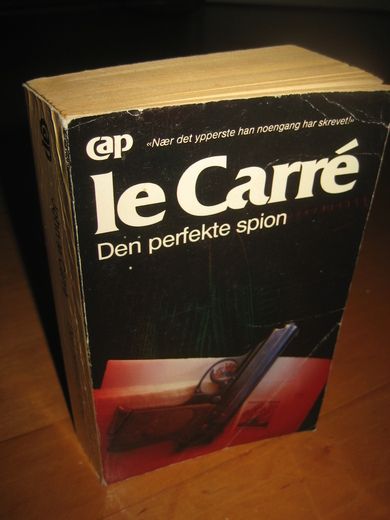 cap
«Nær det ypperste han noengang har skrevet!»
le Carré
Den perfekte spion